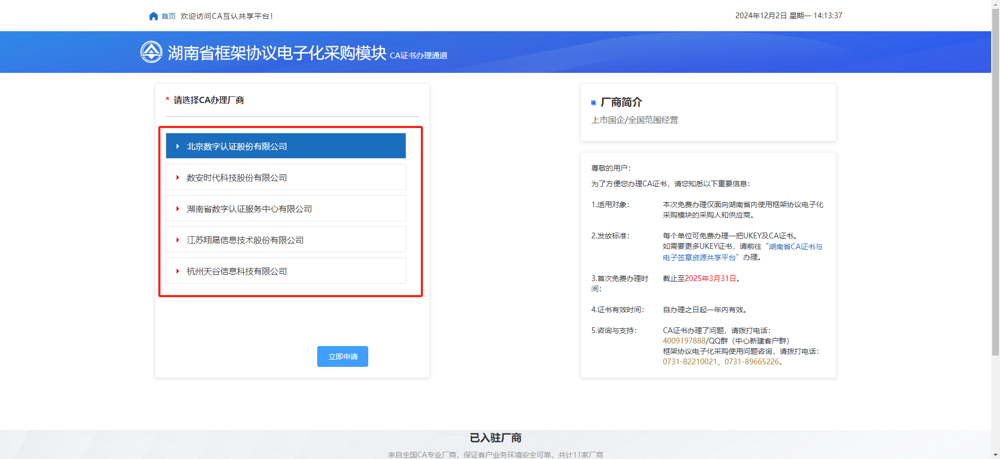 首页 欢迎访问CA互认共享平台！
2024年12月2日 星期一 14:13:37
湖南省框架协议电子化采购模块 CA证书办理通道
* 请选择CA办理厂商
北京数字认证股份有限公司
数安时代科技股份有限公司
湖南省数字认证服务中心有限公司
江苏翔晟信息技术股份有限公司
杭州天谷信息科技有限公司
立即申请
厂商简介
上市国企/全国范围经营
尊敬的用户：
为了方便您办理CA证书，请您知悉以下重要信息：
1.适用对象： 本次免费办理仅面向湖南省内使用框架协议电子化
采购模块的采购人和供应商。
2.发放标准： 每个单位可免费办理一把UKEY及CA证书。
如需要更多UKEY证书，请前往“湖南省CA证书与
电子签章资源共享平台”办理。
3.首次免费办理时 截止至2025年3月31日。
间：
4.证书有效时间： 自办理之日起一年内有效。
5.咨询与支持： CA证书办理了问题，请拨打电话：
4009197888/QQ群（中心新建客户群）
框架协议电子化采购使用问题咨询，请拨打电话：
0731-82210021、0731-89665226。
已入驻厂商
来自全国CA专业厂商，保证客户业务环境安全可靠，共计11家厂商